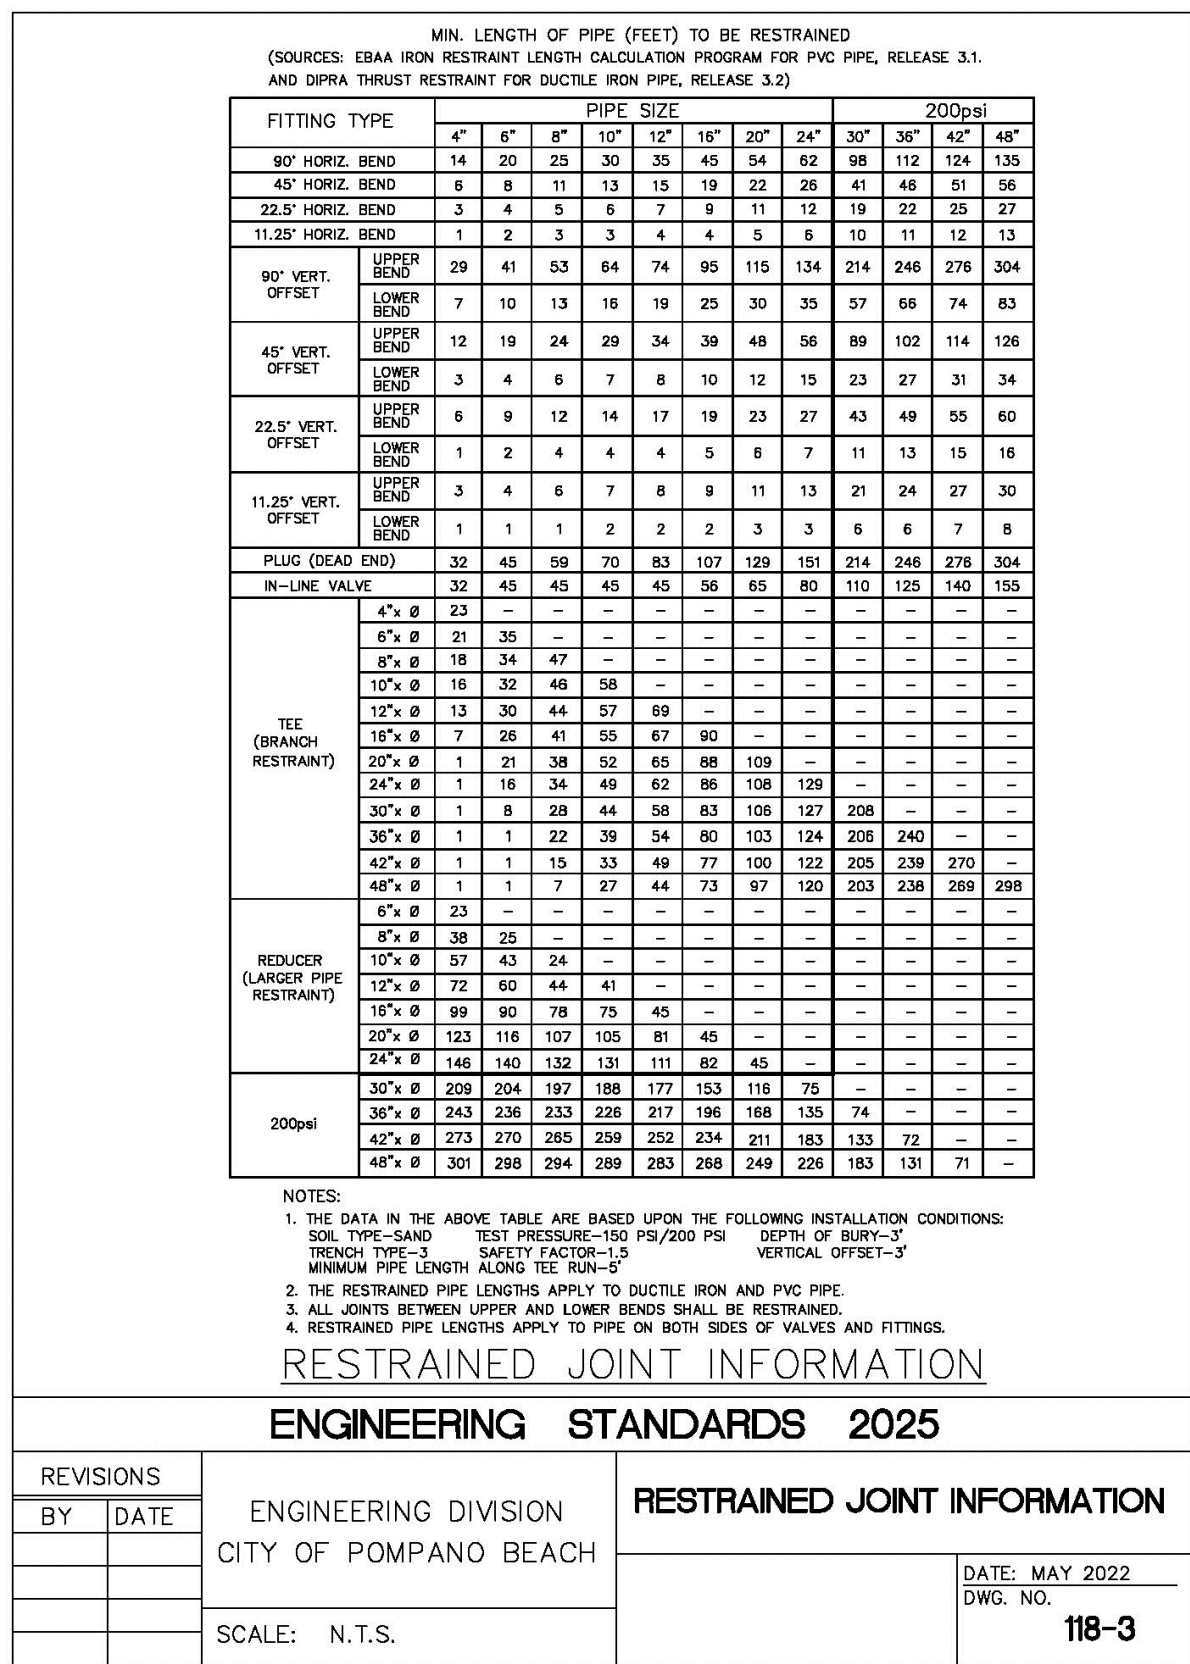 MIN. LENGTH OF PIPE (FEET) TO BE RESTRAINED
(SOURCES: EBAA IRON RESTRAINT LENGTH CALCULATION PROGRAM FOR PVC PIPE, RELEASE 3.1.
AND DIPRA THRUST RESTRAINT FOR DUCTILE IRON PIPE, RELEASE 3.2)
FITTING TYPE PIPE SIZE 200psi
4" 6" 8" 10" 12" 16" 20" 24" 30" 36" 42" 48"
90° HORIZ. BEND 14 20 25 30 35 45 54 62 98 112 124 135
45° HORIZ. BEND 6 8 11 13 15 19 22 26 41 46 51 56
22.5° HORIZ. BEND 3 4 5 6 7 9 11 12 19 22 25 27
11.25° HORIZ. BEND 1 2 3 3 4 4 5 6 10 11 12 13
90° VERT. OFFSET
UPPER BEND 29 41 53 64 74 95 115 134 214 246 276 304
LOWER BEND 7 10 13 16 19 25 30 35 57 66 74 83
45° VERT. OFFSET
UPPER BEND 12 19 24 29 34 39 48 56 89 102 114 126
LOWER BEND 3 4 6 7 8 10 12 15 23 27 31 34
22.5° VERT. OFFSET
UPPER BEND 6 9 12 14 17 19 23 27 43 49 55 60
LOWER BEND 1 2 4 4 4 5 6 7 11 13 15 16
11.25° VERT. OFFSET
UPPER BEND 3 4 6 7 8 9 11 13 21 24 27 30
LOWER BEND 1 1 1 2 2 2 3 3 6 6 7 8
PLUG (DEAD END) 32 45 59 70 83 107 129 151 214 246 276 304
IN-LINE VALVE 32 45 45 45 45 56 65 80 110 125 140 155
TEE
(BRANCH
RESTRAINT)
4"x Ø 23 – – – – – – – – – – –
6"x Ø 21 35 – – – – – – – – – –
8"x Ø 18 34 47 – – – – – – – – –
10"x Ø 16 32 46 58 – – – – – – – –
12"x Ø 13 30 44 57 69 – – – – – – –
16"x Ø 7 26 41 55 67 90 – – – – – –
20"x Ø 1 21 38 52 65 88 109 – – – – –
24"x Ø 1 16 34 49 62 86 108 129 – – – –
30"x Ø 1 8 28 44 58 83 106 127 208 – – –
36"x Ø 1 1 22 39 54 80 103 124 206 240 – –
42"x Ø 1 1 15 33 49 77 100 122 205 239 270 –
48"x Ø 1 1 7 27 44 73 97 120 203 238 269 298
REDUCER
(LARGER PIPE
RESTRAINT)
6"x Ø 23 – – – – – – – – – – –
8"x Ø 38 25 – – – – – – – – – –
10"x Ø 57 43 24 – – – – – – – – –
12"x Ø 72 60 44 41 – – – – – – – –
16"x Ø 99 90 78 75 45 – – – – – – –
20"x Ø 123 116 107 105 81 45 – – – – – –
24"x Ø 146 140 132 131 111 82 45 – – – – –
200psi
30"x Ø 209 204 197 188 177 153 116 75 – – – –
36"x Ø 243 236 233 226 217 196 168 135 74 – – –
42"x Ø 273 270 265 259 252 234 211 183 133 72 – –
48"x Ø 301 298 294 289 283 268 249 226 183 131 71 –
NOTES:
1. THE DATA IN THE ABOVE TABLE ARE BASED UPON THE FOLLOWING INSTALLATION CONDITIONS:
SOIL TYPE–SAND TEST PRESSURE–150 PSI/200 PSI DEPTH OF BURY–3'
TRENCH TYPE–3 SAFETY FACTOR–1.5 VERTICAL OFFSET–3'
MINIMUM PIPE LENGTH ALONG TEE RUN–5'
2. THE RESTRAINED PIPE LENGTHS APPLY TO DUCTILE IRON AND PVC PIPE.
3. ALL JOINTS BETWEEN UPPER AND LOWER BENDS SHALL BE RESTRAINED.
4. RESTRAINED PIPE LENGTHS APPLY TO PIPE ON BOTH SIDES OF VALVES AND FITTINGS.
RESTRAINED JOINT INFORMATION
ENGINEERING STANDARDS 2025
REVISIONS
BY DATE
ENGINEERING DIVISION
CITY OF POMPANO BEACH
SCALE: N.T.S.
RESTRAINED JOINT INFORMATION
DATE: MAY 2022
DWG. NO.
118-3